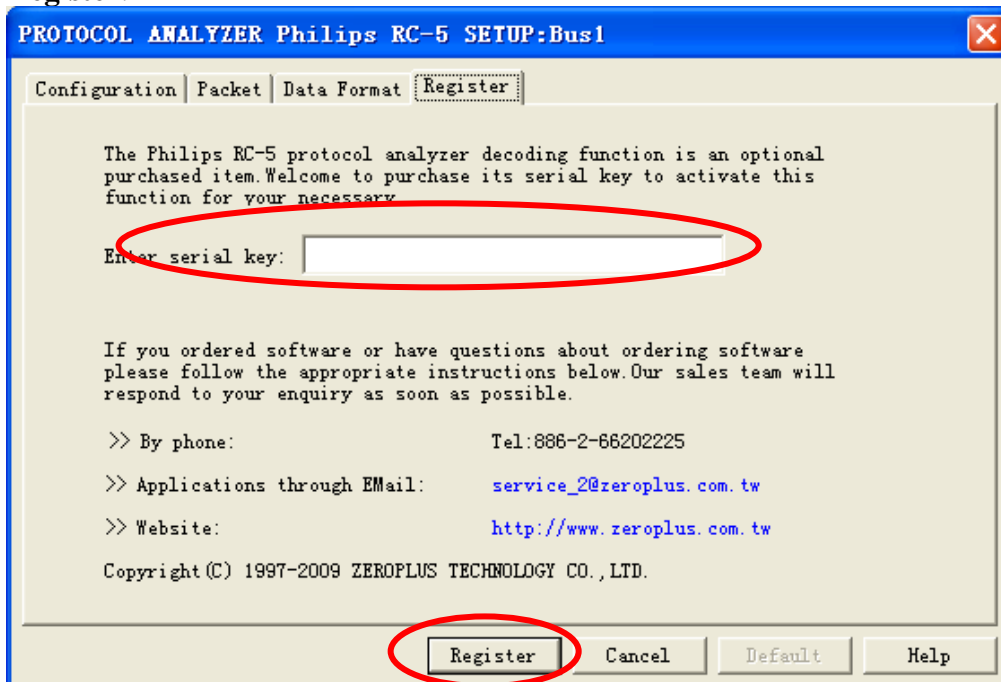 PROTOCOL ANALYZER Philips RC-5 SETUP:Bus1
Configuration Packet Data Format Register
The Philips RC-5 protocol analyzer decoding function is an optional
purchased item.Welcome to purchase its serial key to activate this
function for your necessary
Enter serial key:
If you ordered software or have questions about ordering software
please follow the appropriate instructions below.Our sales team will
respond to your enquiry as soon as possible.
>> By phone: Tel:886-2-66202225
>> Applications through EMail: service_2@zeroplus.com.tw
>> Website: http://www.zeroplus.com.tw
Copyright(C) 1997-2009 ZEROPLUS TECHNOLOGY CO.,LTD.
Register Cancel Default Help